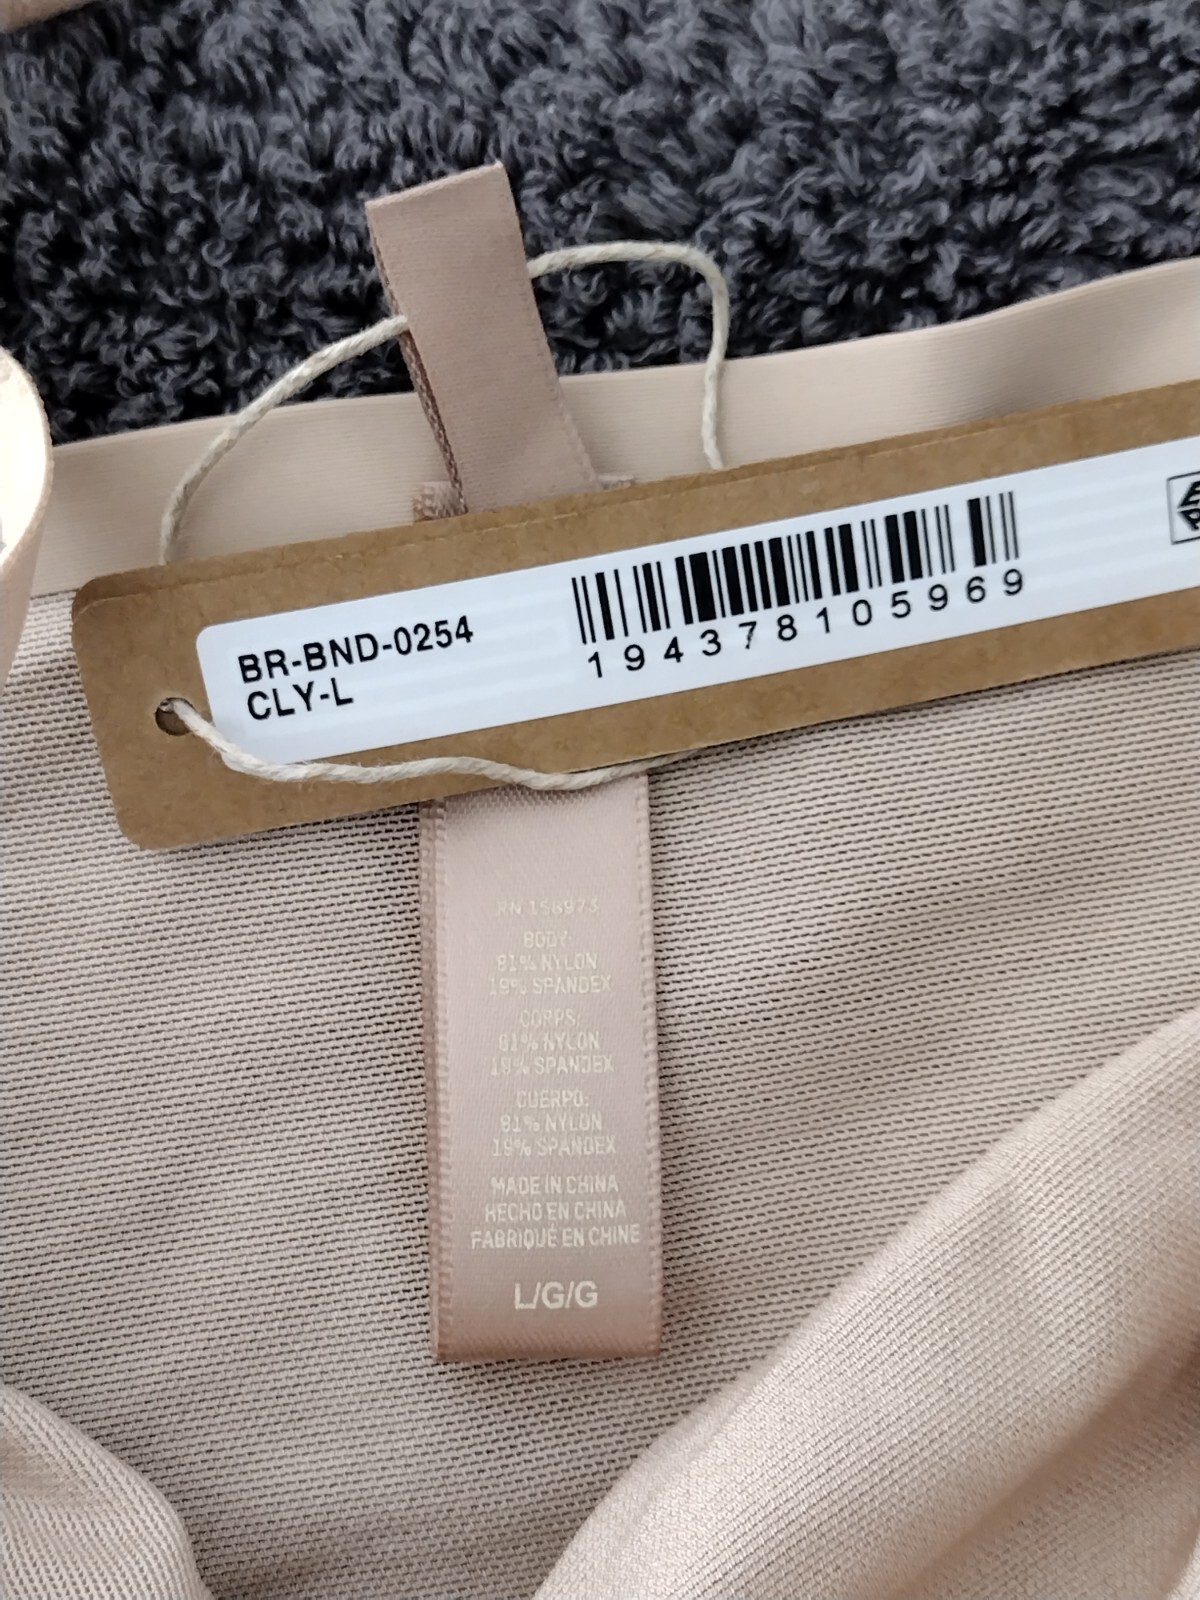 BR-BND-0254
CLY-L
194378105969
RN 158973
BODY:
81% NYLON
19% SPANDEX
CORPS:
81% NYLON
19% SPANDEX
CUERPO:
81% NYLON
19% SPANDEX
MADE IN CHINA
HECHO EN CHINA
FABRIQUÉ EN CHINE
L/G/G